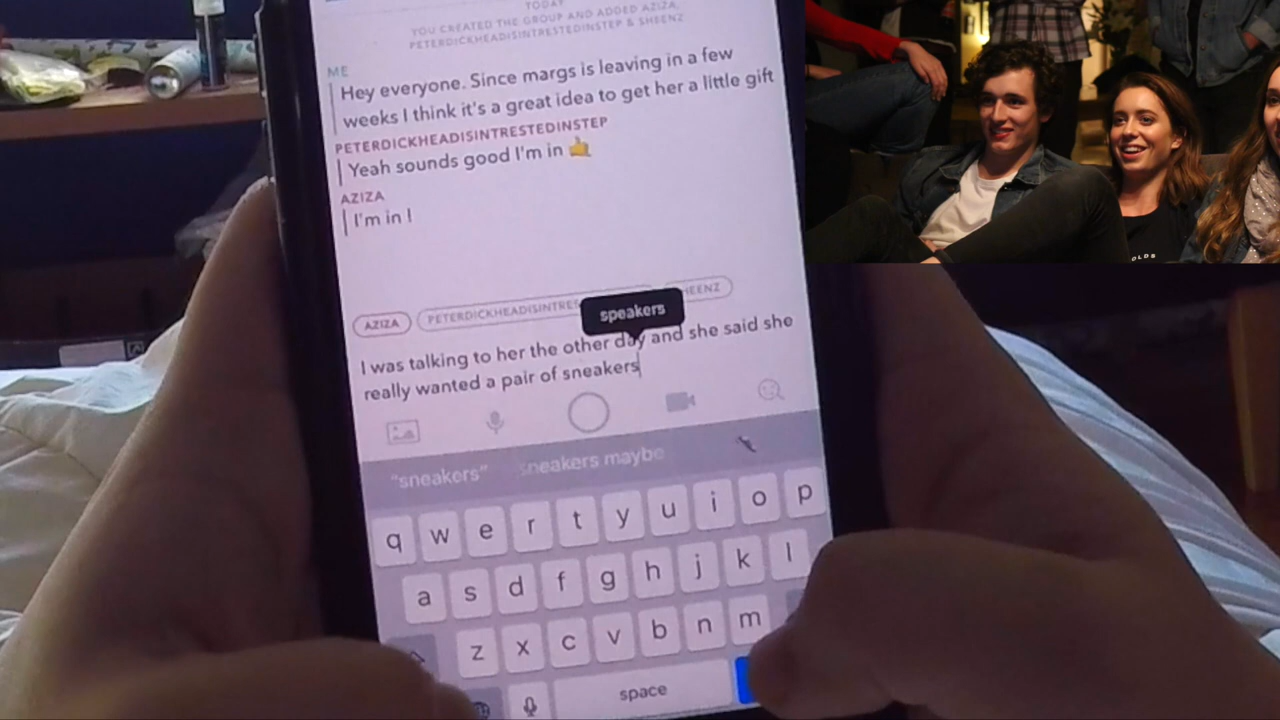 TODAY
YOU CREATED THE GROUP AND ADDED AZIZA,
PETERDICKHEADISINTRESTEDINSTEP & SHEENZ
ME
Hey everyone. Since margs is leaving in a few
weeks I think it's a great idea to get her a little gift
PETERDICKHEADISINTRESTEDINSTEP
Yeah sounds good I'm in 🤙
AZIZA
I'm in !
AZIZA PETERDICKHEADISINTRES HEENZ
speakers
I was talking to her the other day and she said she
really wanted a pair of sneakers
"sneakers" sneakers maybe
q w e r t y u i o p
a s d f g h j k l
z x c v b n m
space
OLDS